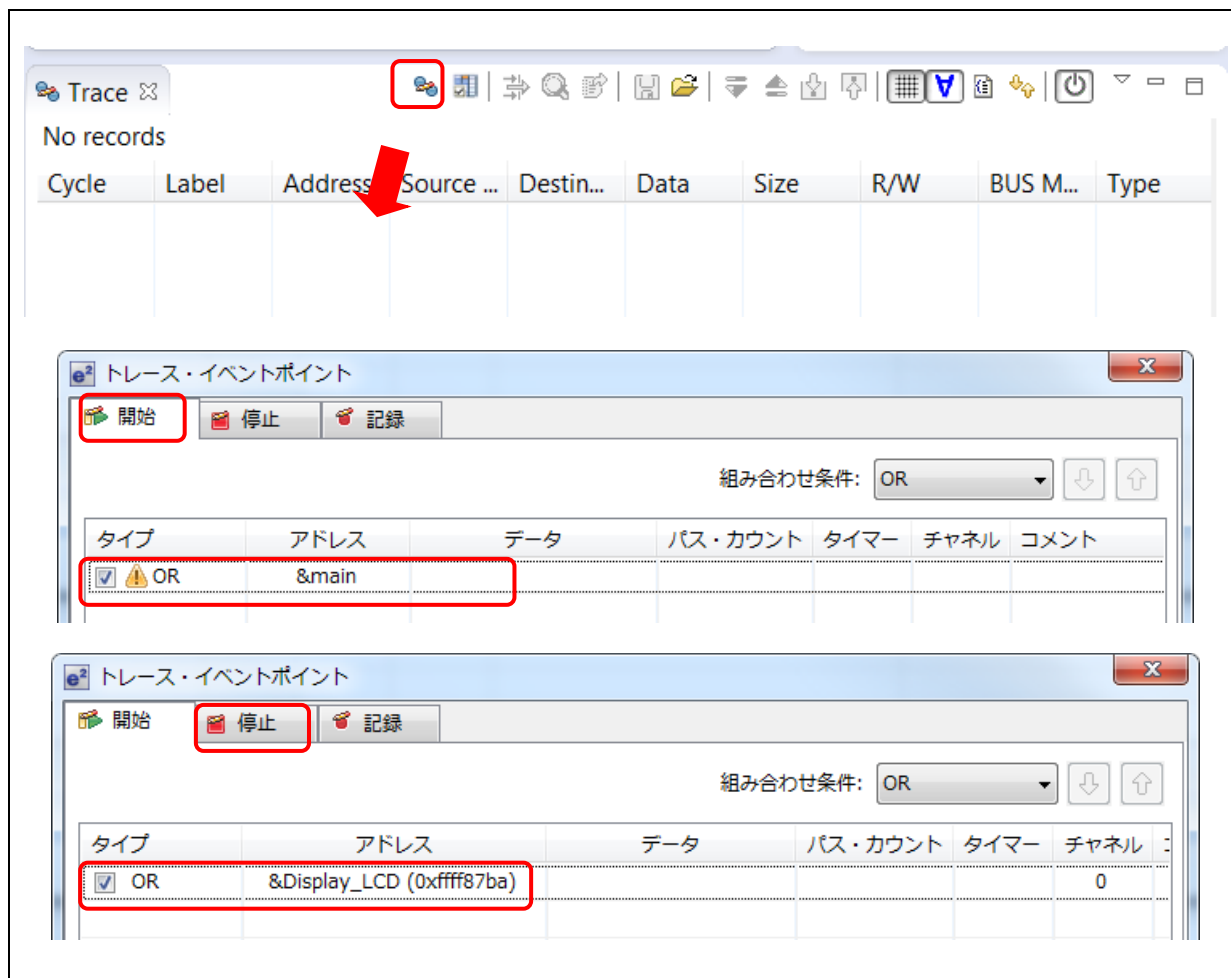 Trace
No records
Cycle Label Address Source ... Destin... Data Size R/W BUS M... Type
e² トレース・イベントポイント
開始 停止 記録
組み合わせ条件: OR
タイプ アドレス データ パス・カウント タイマー チャネル コメント
OR &main
e² トレース・イベントポイント
開始 停止 記録
組み合わせ条件: OR
タイプ アドレス データ パス・カウント タイマー チャネル
OR &Display_LCD (0xffff87ba) 0